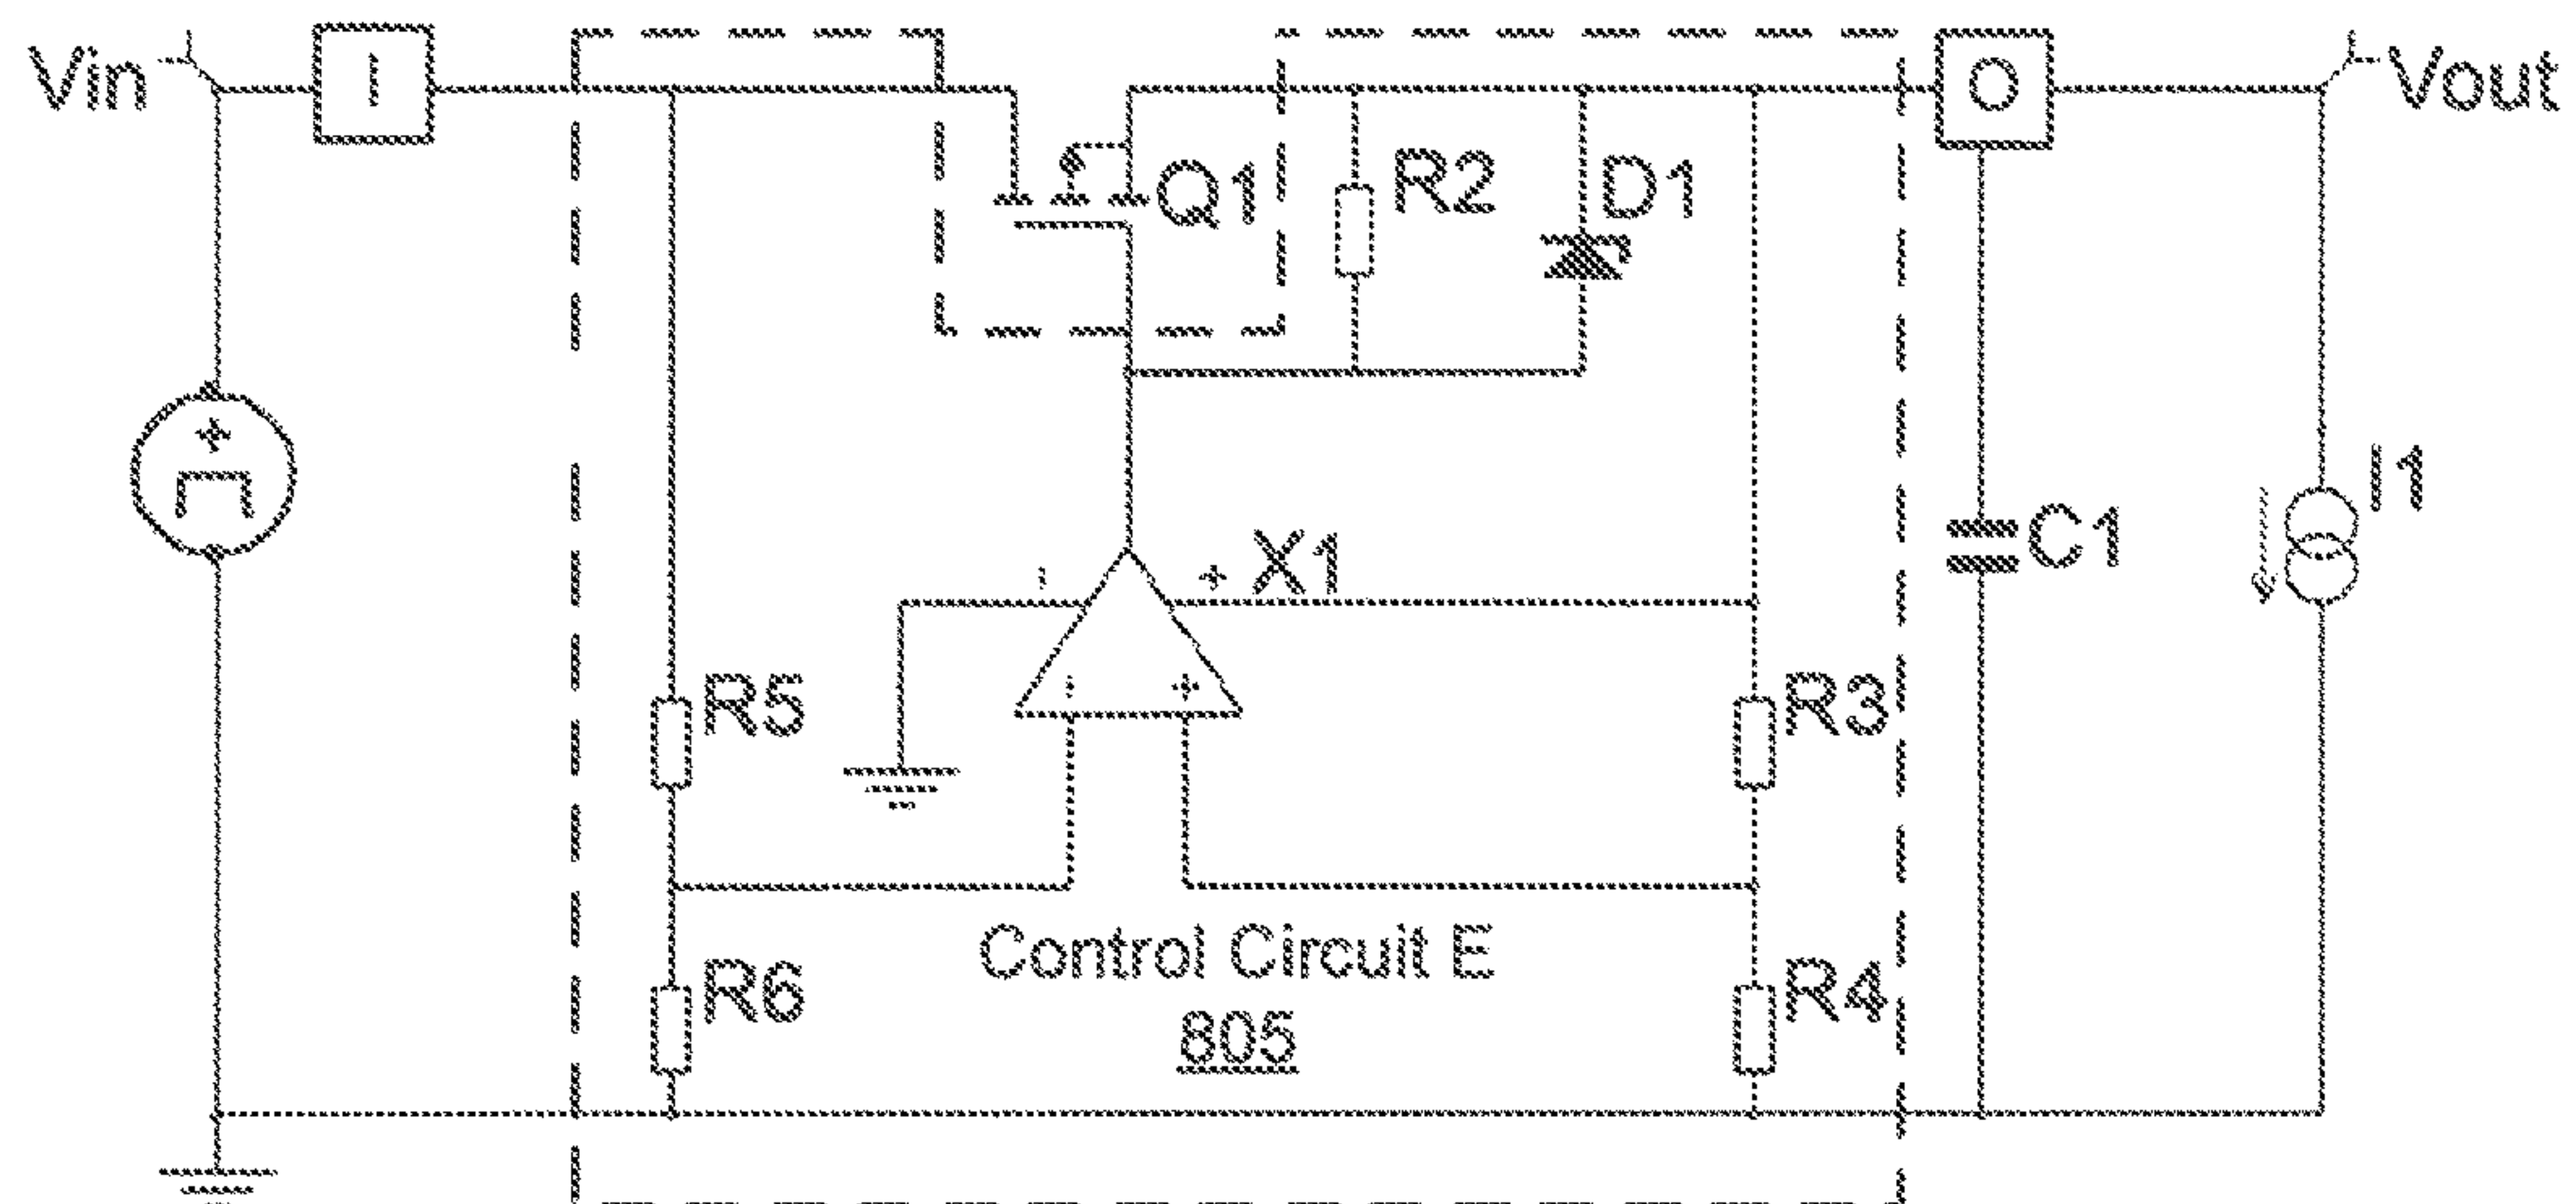 Vin
I
O
Vout
Q1
R2
D1
+
I1
- + X1
C1
- +
R5
R3
Control Circuit E
R6
R4
805